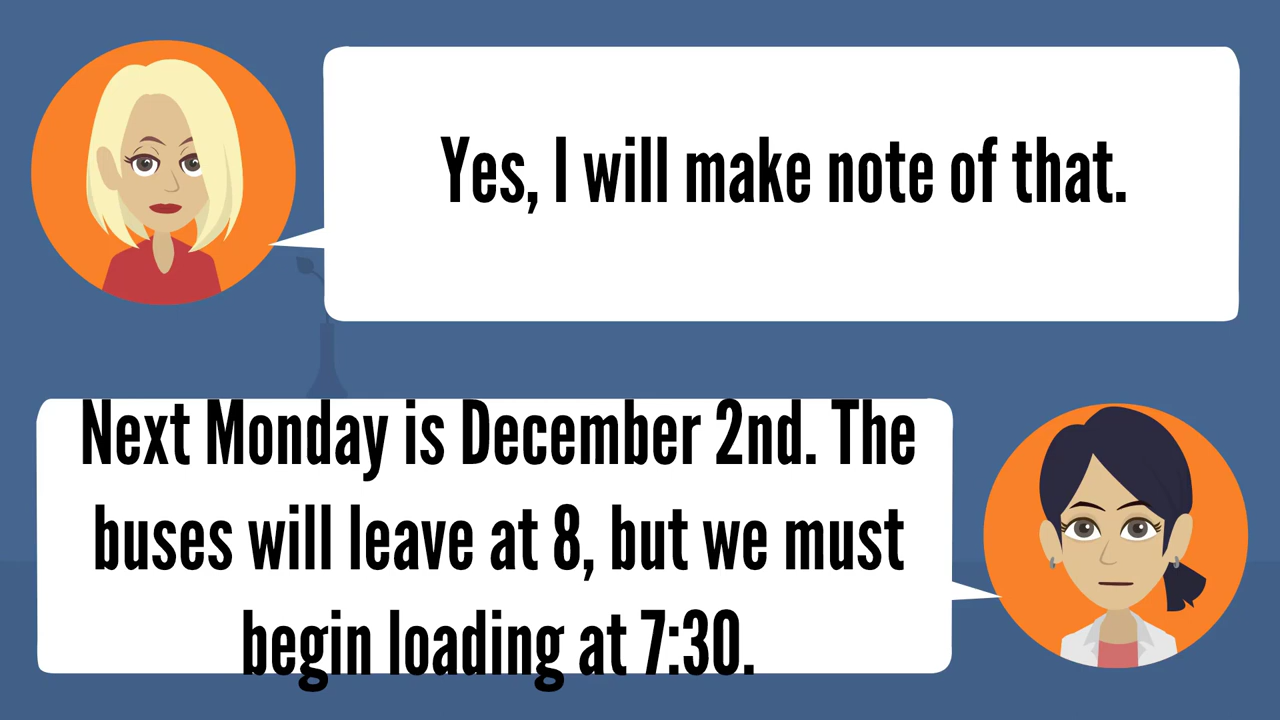 Yes, I will make note of that.
Next Monday is December 2nd. The
buses will leave at 8, but we must
begin loading at 7:30.